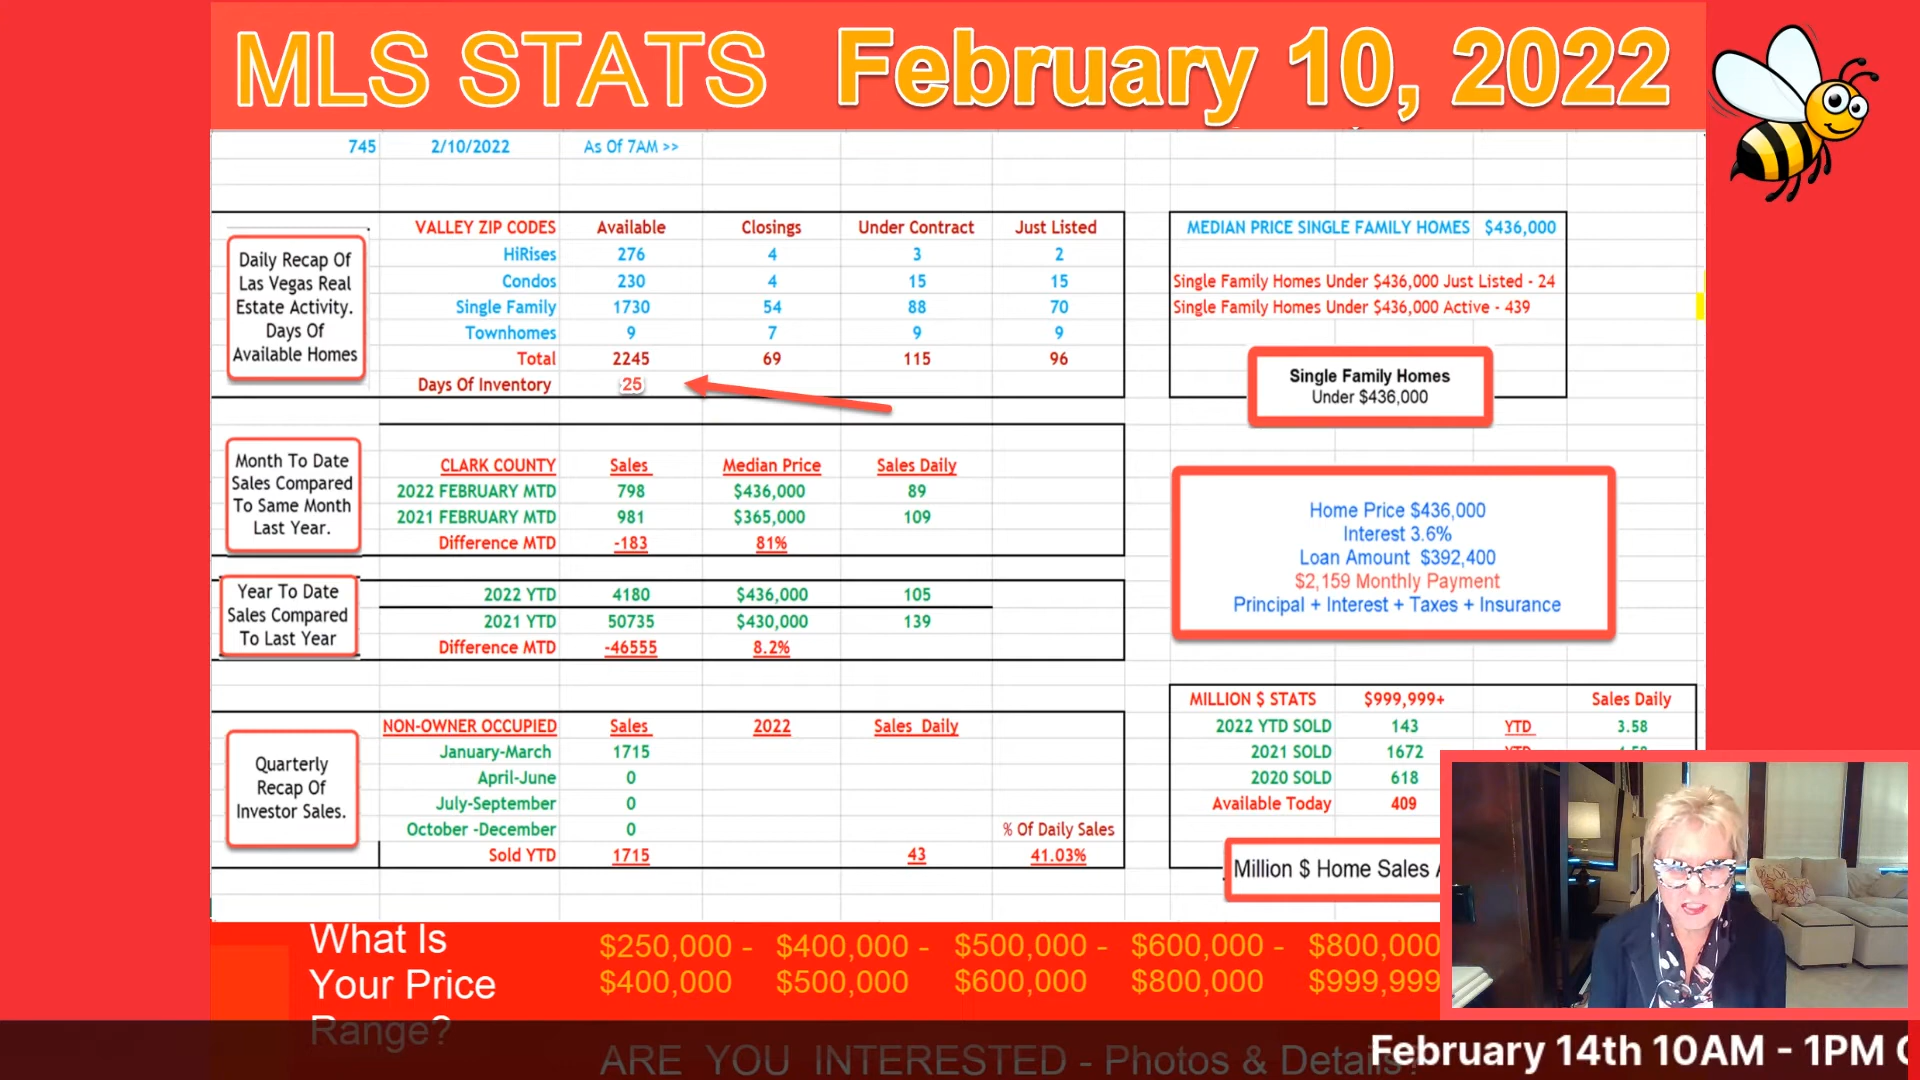 MLS STATS February 10, 2022
745 2/10/2022 As Of 7AM >>
Daily Recap Of
Las Vegas Real
Estate Activity.
Days Of
Available Homes
VALLEY ZIP CODES Available Closings Under Contract Just Listed
HiRises 276 4 3 2
Condos 230 4 15 15
Single Family 1730 54 88 70
Townhomes 9 7 9 9
Total 2245 69 115 96
Days Of Inventory 25
MEDIAN PRICE SINGLE FAMILY HOMES $436,000
Single Family Homes Under $436,000 Just Listed - 24
Single Family Homes Under $436,000 Active - 439
Single Family Homes
Under $436,000
Month To Date
Sales Compared
To Same Month
Last Year.
CLARK COUNTY Sales Median Price Sales Daily
2022 FEBRUARY MTD 798 $436,000 89
2021 FEBRUARY MTD 981 $365,000 109
Difference MTD -183 81%
Home Price $436,000
Interest 3.6%
Loan Amount $392,400
$2,159 Monthly Payment
Principal + Interest + Taxes + Insurance
Year To Date
Sales Compared
To Last Year
2022 YTD 4180 $436,000 105
2021 YTD 50735 $430,000 139
Difference MTD -46555 8.2%
Quarterly
Recap Of
Investor Sales.
NON-OWNER OCCUPIED Sales 2022 Sales Daily
January-March 1715
April-June 0
July-September 0
October -December 0 % Of Daily Sales
Sold YTD 1715 43 41.03%
MILLION $ STATS $999,999+ Sales Daily
2022 YTD SOLD 143 YTD 3.58
2021 SOLD 1672
2020 SOLD 618
Available Today 409
Million $ Home Sales
What Is
Your Price
Range?
$250,000 - $400,000 - $500,000 - $600,000 - $800,000
$400,000 $500,000 $600,000 $800,000 $999,999
ARE YOU INTERESTED - Photos & Details
February 14th 10AM - 1PM